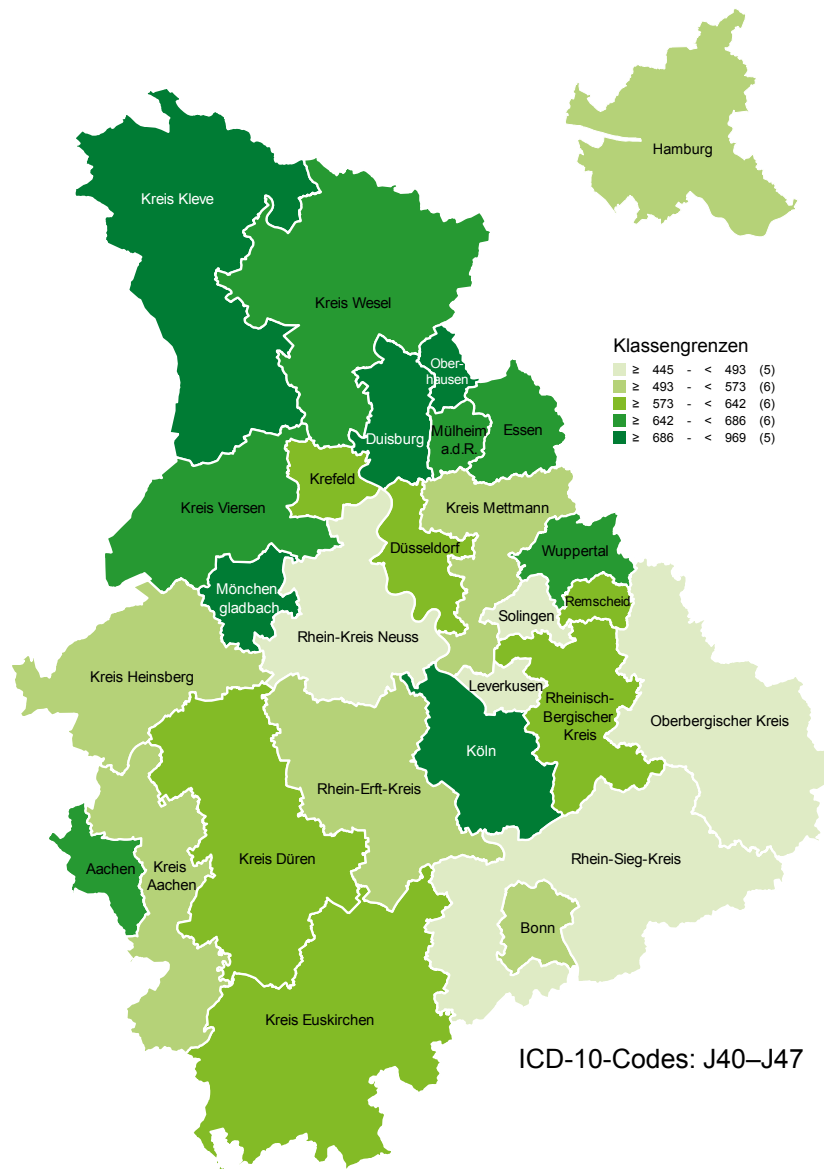 Hamburg
Kreis Kleve
Kreis Wesel
Klassengrenzen
≥ 445 - < 493 (5)
≥ 493 - < 573 (6)
≥ 573 - < 642 (6)
≥ 642 - < 686 (6)
≥ 686 - < 969 (5)
Ober-
hausen
Duisburg
Mülheim
a.d.R.
Essen
Krefeld
Kreis Viersen
Kreis Mettmann
Düsseldorf
Wuppertal
Mönchen
gladbach
Remscheid
Solingen
Rhein-Kreis Neuss
Kreis Heinsberg
Leverkusen
Rheinisch-
Bergischer
Kreis
Oberbergischer Kreis
Köln
Rhein-Erft-Kreis
Kreis Düren
Rhein-Sieg-Kreis
Aachen
Kreis
Aachen
Bonn
Kreis Euskirchen
ICD-10-Codes: J40–J47